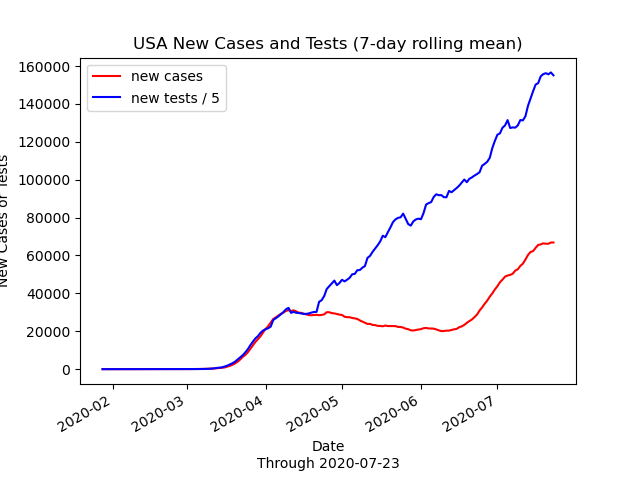 USA New Cases and Tests (7-day rolling mean)
new cases
new tests / 5
160000
140000
120000
100000
80000
60000
40000
20000
0
New Cases or Tests
2020-02
2020-03
2020-04
2020-05
2020-06
2020-07
Date
Through 2020-07-23